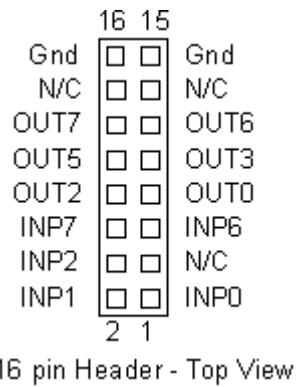 16 15
Gnd Gnd
N/C N/C
OUT7 OUT6
OUT5 OUT3
OUT2 OUT0
INP7 INP6
INP2 N/C
INP1 INP0
2 1
16 pin Header - Top View